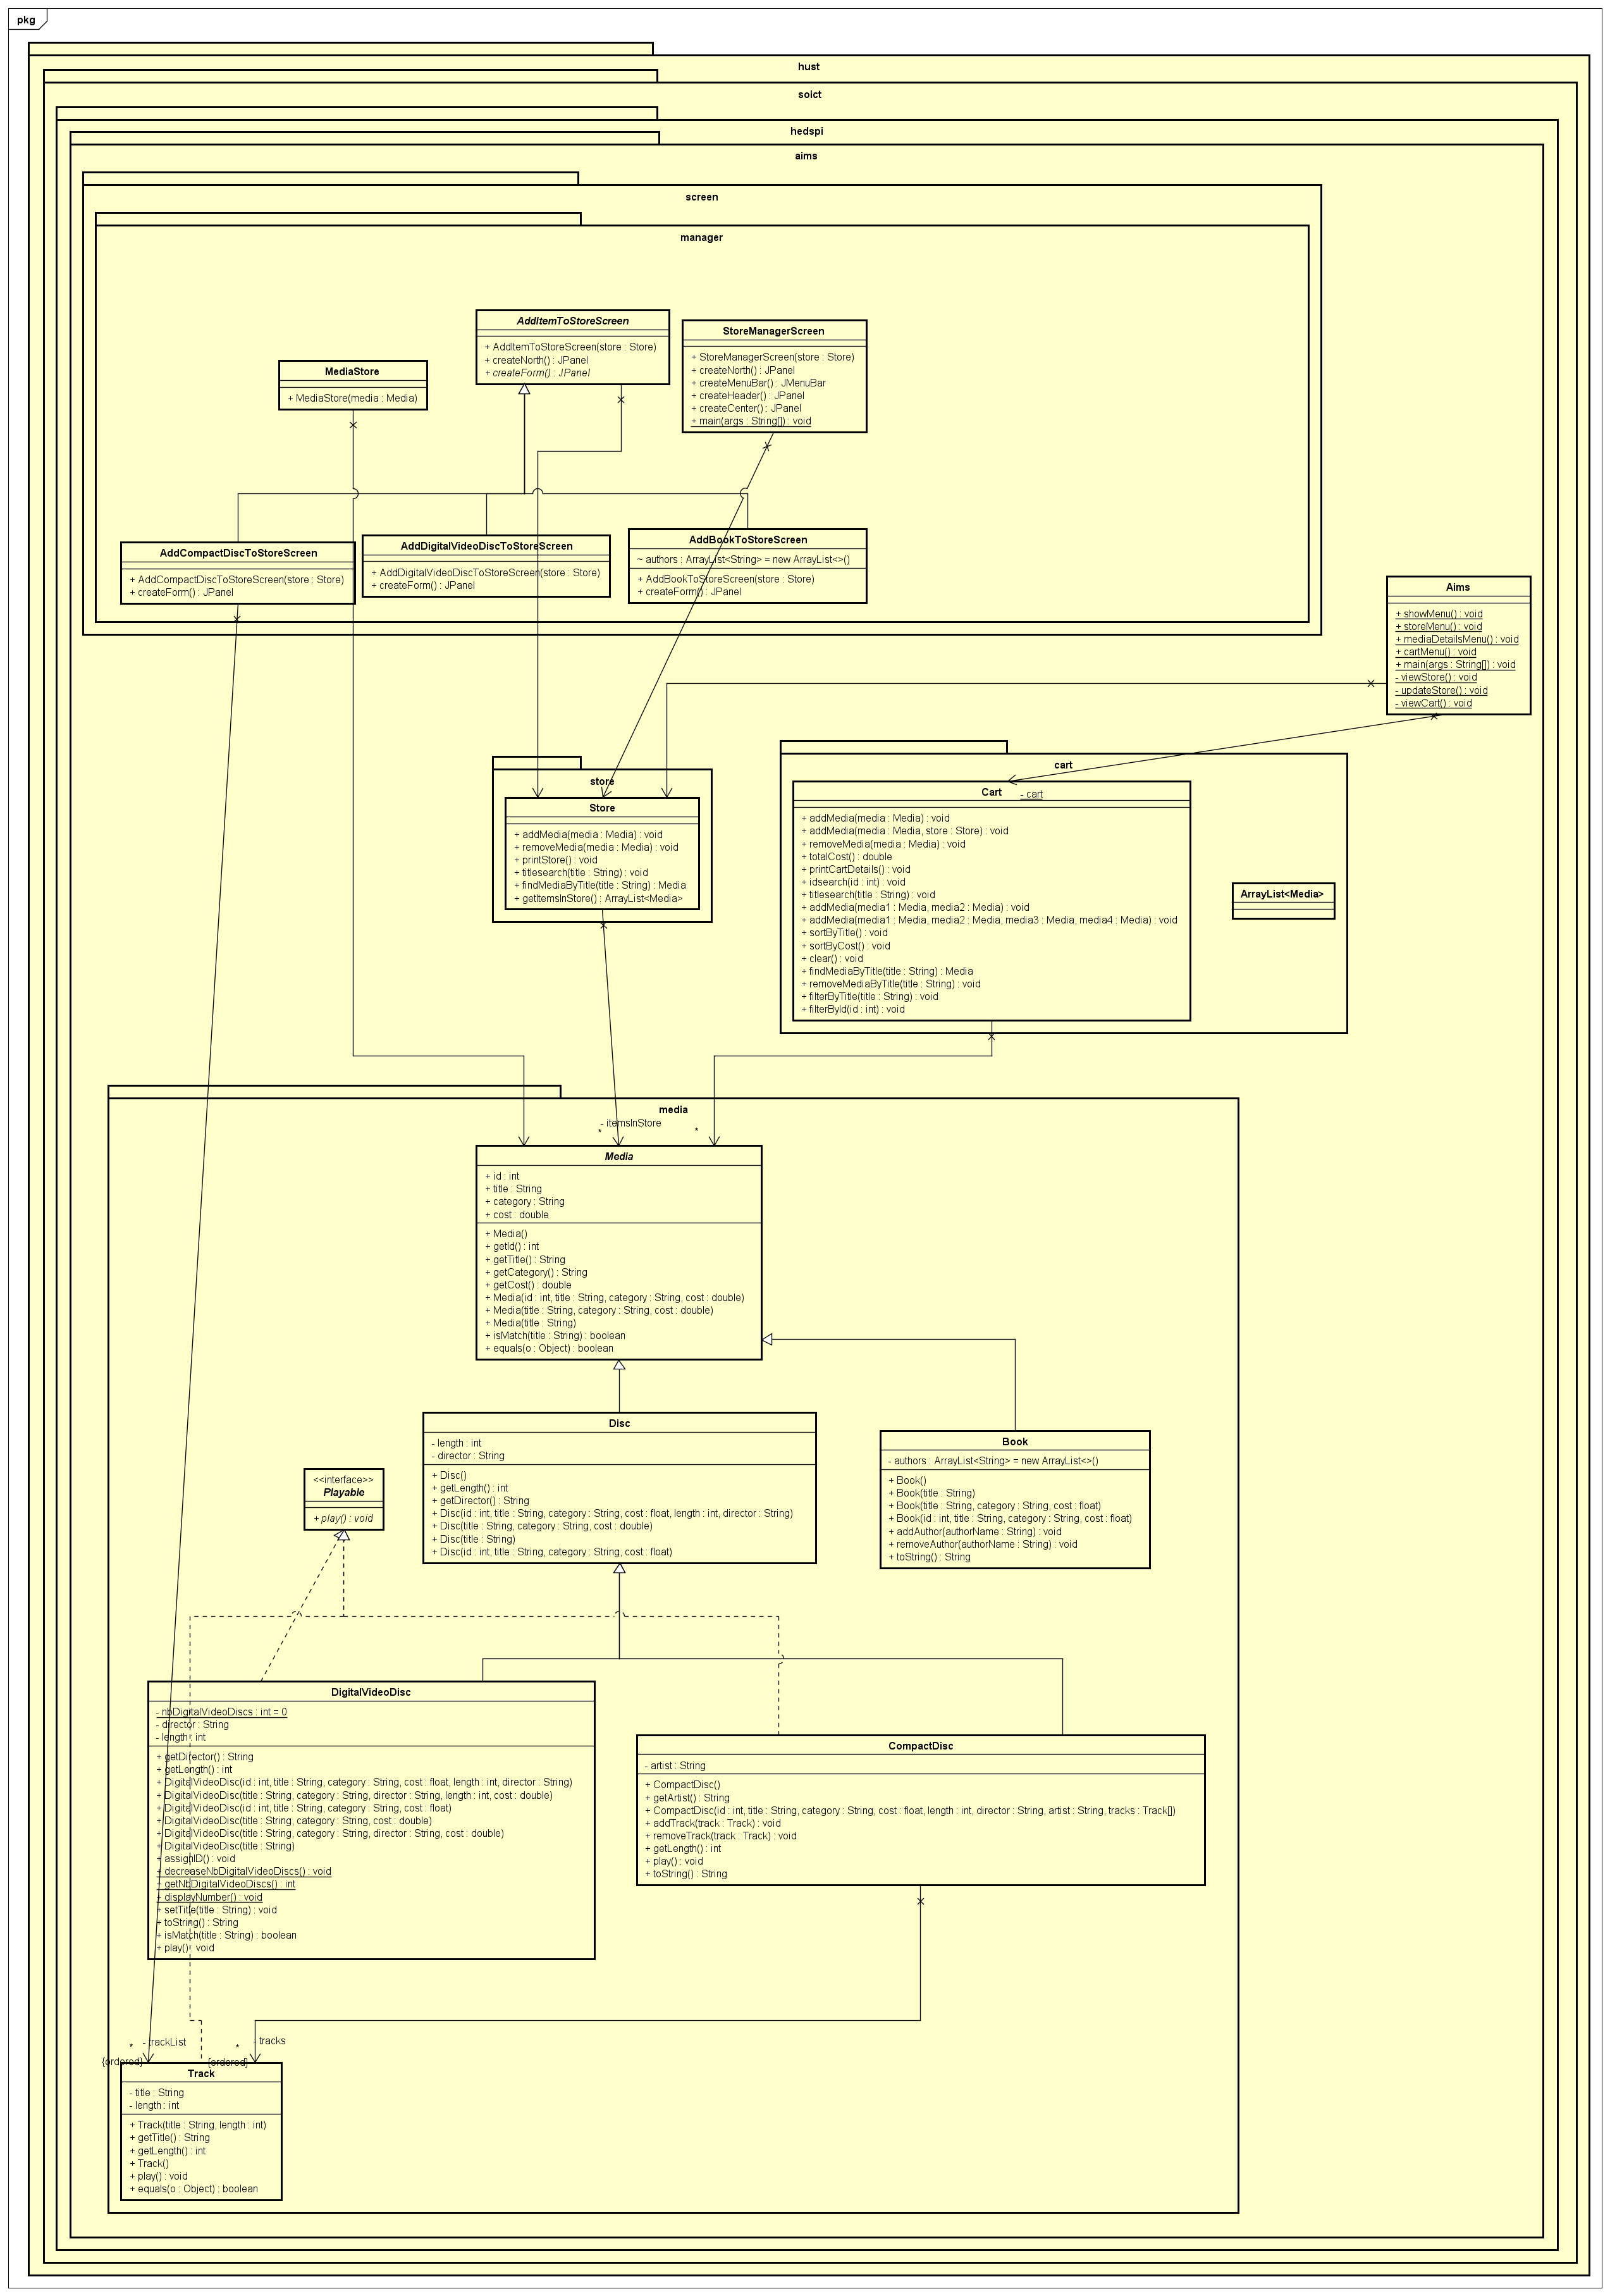 pkg
hust
soict
hedspi
aims
screen
manager
AddItemToStoreScreen
+ AddItemToStoreScreen(store : Store)
+ createNorth() : JPanel
+ createForm() : JPanel
StoreManagerScreen
+ StoreManagerScreen(store : Store)
+ createNorth() : JPanel
+ createMenuBar() : JMenuBar
+ createHeader() : JPanel
+ createCenter() : JPanel
+ main(args : String[]) : void
MediaStore
+ MediaStore(media : Media)
AddCompactDiscToStoreScreen
+ AddCompactDiscToStoreScreen(store : Store)
+ createForm() : JPanel
AddDigitalVideoDiscToStoreScreen
+ AddDigitalVideoDiscToStoreScreen(store : Store)
+ createForm() : JPanel
AddBookToStoreScreen
~ authors : ArrayList<String> = new ArrayList<>()
+ AddBookToStoreScreen(store : Store)
+ createForm() : JPanel
Aims
+ showMenu() : void
+ storeMenu() : void
+ mediaDetailsMenu() : void
+ cartMenu() : void
+ main(args : String[]) : void
- viewStore() : void
- updateStore() : void
- viewCart() : void
store
Store
+ addMedia(media : Media) : void
+ removeMedia(media : Media) : void
+ printStore() : void
+ titlesearch(title : String) : void
+ findMediaByTitle(title : String) : Media
+ getItemsInStore() : ArrayList<Media>
cart
Cart
- cart
+ addMedia(media : Media) : void
+ addMedia(media : Media, store : Store) : void
+ removeMedia(media : Media) : void
+ totalCost() : double
+ printCartDetails() : void
+ idsearch(id : int) : void
+ titlesearch(title : String) : void
+ addMedia(media1 : Media, media2 : Media) : void
+ addMedia(media1 : Media, media2 : Media, media3 : Media, media4 : Media) : void
+ sortByTitle() : void
+ sortByCost() : void
+ clear() : void
+ findMediaByTitle(title : String) : Media
+ removeMediaByTitle(title : String) : void
+ filterByTitle(title : String) : void
+ filterById(id : int) : void
ArrayList<Media>
media
- itemsInStore
*
*
Media
+ id : int
+ title : String
+ category : String
+ cost : double
+ Media()
+ getId() : int
+ getTitle() : String
+ getCategory() : String
+ getCost() : double
+ Media(id : int, title : String, category : String, cost : double)
+ Media(title : String, category : String, cost : double)
+ Media(title : String)
+ isMatch(title : String) : boolean
+ equals(o : Object) : boolean
Disc
- length : int
- director : String
+ Disc()
+ getLength() : int
+ getDirector() : String
+ Disc(id : int, title : String, category : String, cost : float, length : int, director : String)
+ Disc(title : String, category : String, cost : double)
+ Disc(title : String)
+ Disc(id : int, title : String, category : String, cost : float)
Book
- authors : ArrayList<String> = new ArrayList<>()
+ Book()
+ Book(title : String)
+ Book(title : String, category : String, cost : float)
+ Book(id : int, title : String, category : String, cost : float)
+ addAuthor(authorName : String) : void
+ removeAuthor(authorName : String) : void
+ toString() : String
<<interface>>
Playable
+ play() : void
DigitalVideoDisc
- nbDigitalVideoDiscs : int = 0
- director : String
- length : int
+ getDirector() : String
+ getLength() : int
+ DigitalVideoDisc(id : int, title : String, category : String, cost : float, length : int, director : String)
+ DigitalVideoDisc(title : String, category : String, director : String, length : int, cost : double)
+ DigitalVideoDisc(id : int, title : String, category : String, cost : float)
+ DigitalVideoDisc(title : String, category : String, cost : double)
+ DigitalVideoDisc(title : String, category : String, director : String, cost : double)
+ DigitalVideoDisc(title : String)
+ assignID() : void
+ decreaseNbDigitalVideoDiscs() : void
+ getNbDigitalVideoDiscs() : int
+ displayNumber() : void
+ setTitle(title : String) : void
+ toString() : String
+ isMatch(title : String) : boolean
+ play() : void
CompactDisc
- artist : String
+ CompactDisc()
+ getArtist() : String
+ CompactDisc(id : int, title : String, category : String, cost : float, length : int, director : String, artist : String, tracks : Track[])
+ addTrack(track : Track) : void
+ removeTrack(track : Track) : void
+ getLength() : int
+ play() : void
+ toString() : String
* - trackList
{ordered}
* - tracks
{ordered}
Track
- title : String
- length : int
+ Track(title : String, length : int)
+ getTitle() : String
+ getLength() : int
+ Track()
+ play() : void
+ equals(o : Object) : boolean